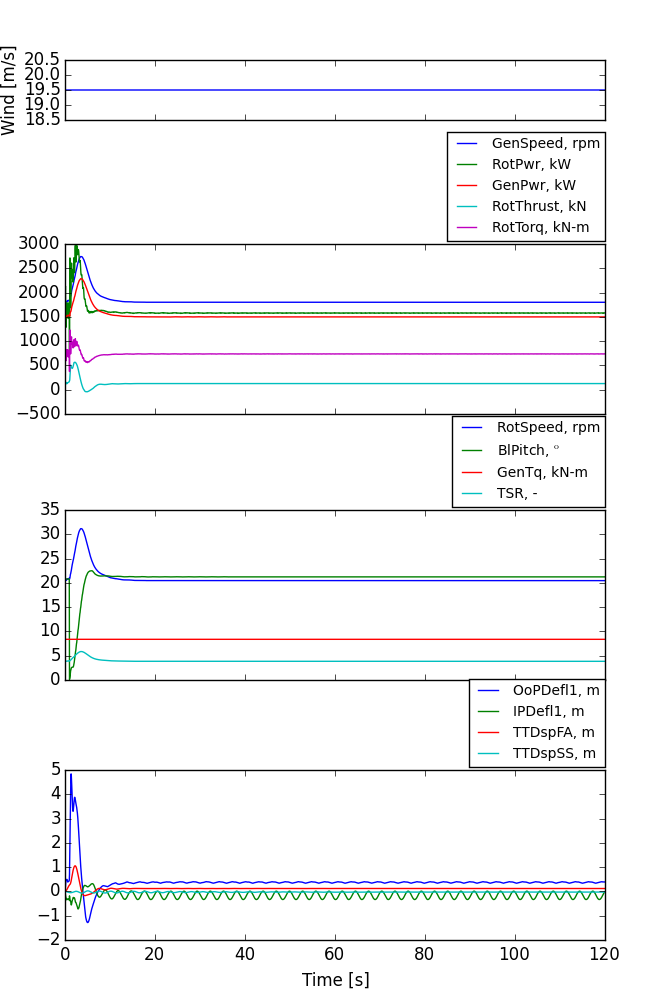 Wind [m/s]
20.5
20.0
19.5
19.0
18.5
GenSpeed, rpm
RotPwr, kW
GenPwr, kW
RotThrust, kN
RotTorq, kN-m
3000
2500
2000
1500
1000
500
0
−500
RotSpeed, rpm
BlPitch, °
GenTq, kN-m
TSR, -
35
30
25
20
15
10
5
0
OoPDefl1, m
IPDefl1, m
TTDspFA, m
TTDspSS, m
5
4
3
2
1
0
−1
−2
0 20 40 60 80 100 120
Time [s]